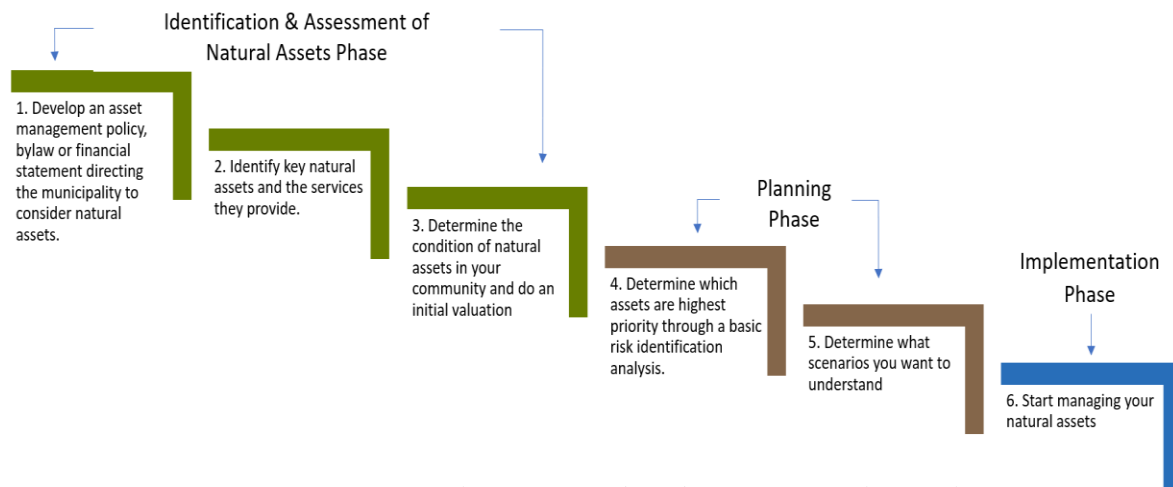 Identification & Assessment of
Natural Assets Phase
1. Develop an asset
management policy,
bylaw or financial
statement directing
the municipality to
consider natural
assets.
2. Identify key natural
assets and the services
they provide.
3. Determine the
condition of natural
assets in your
community and do an
initial valuation
Planning
Phase
4. Determine which
assets are highest
priority through a basic
risk identification
analysis.
5. Determine what
scenarios you want to
understand
Implementation
Phase
6. Start managing your
natural assets